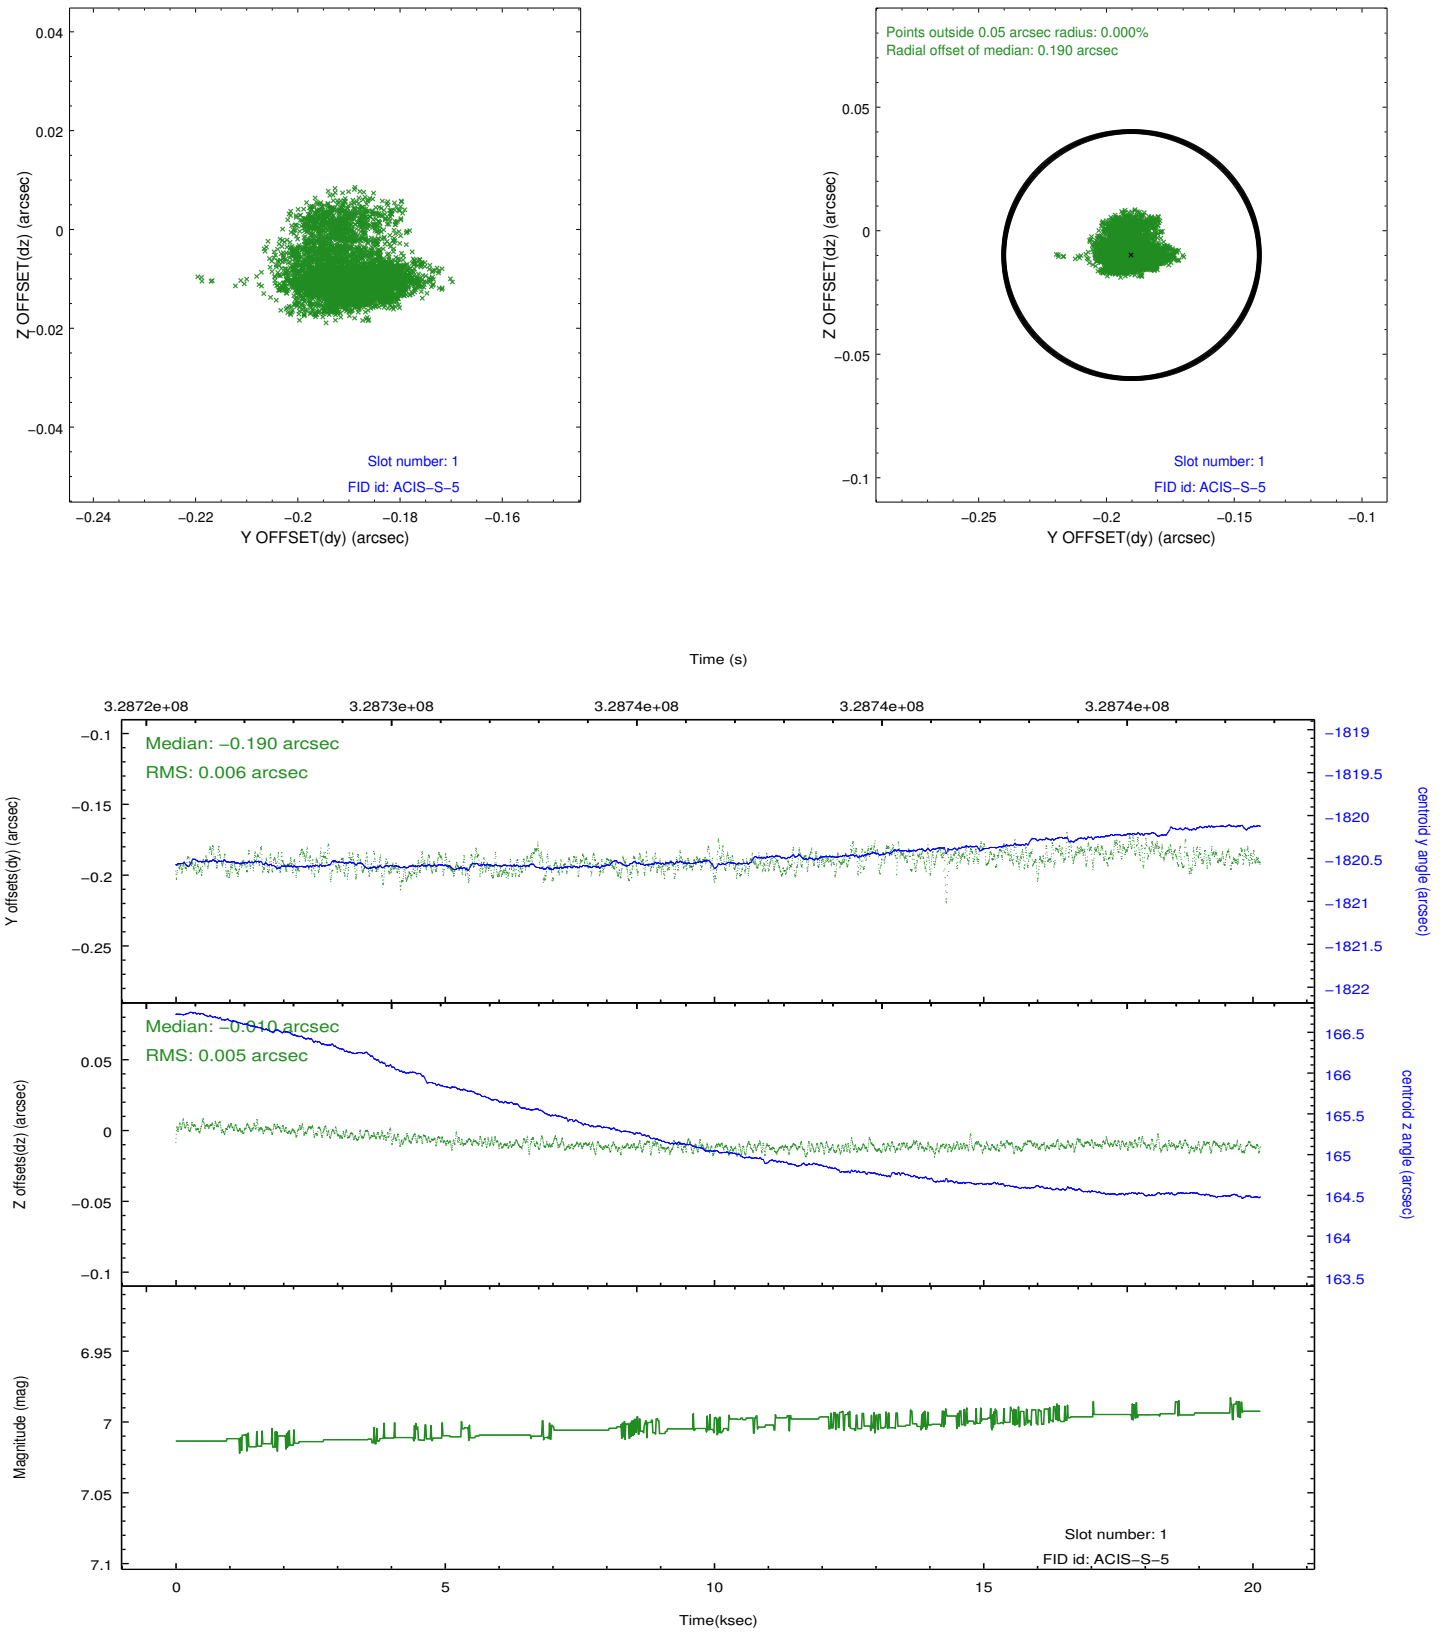 0.04
0.02
0
−0.02
−0.04
Z OFFSET(dz) (arcsec)
Slot number: 1
FID id: ACIS−S−5
−0.24
−0.22
−0.2
−0.18
−0.16
Y OFFSET(dy) (arcsec)
Points outside 0.05 arcsec radius: 0.000%
Radial offset of median: 0.190 arcsec
0.05
0
−0.05
−0.1
Z OFFSET(dz) (arcsec)
Slot number: 1
FID id: ACIS−S−5
−0.25
−0.2
−0.15
−0.1
Y OFFSET(dy) (arcsec)
Time (s)
3.2872e+08
3.2873e+08
3.2874e+08
3.2874e+08
3.2874e+08
Median: −0.190 arcsec
RMS: 0.006 arcsec
−0.1
−0.15
−0.2
−0.25
Y offsets(dy) (arcsec)
−1819
−1819.5
−1820
−1820.5
−1821
−1821.5
−1822
centroid y angle (arcsec)
Median: −0.010 arcsec
RMS: 0.005 arcsec
0.05
0
−0.05
−0.1
Z offsets(dz) (arcsec)
166.5
166
165.5
165
164.5
164
163.5
centroid z angle (arcsec)
6.95
7
7.05
7.1
Magnitude (mag)
Slot number: 1
FID id: ACIS−S−5
0
5
10
15
20
Time(ksec)